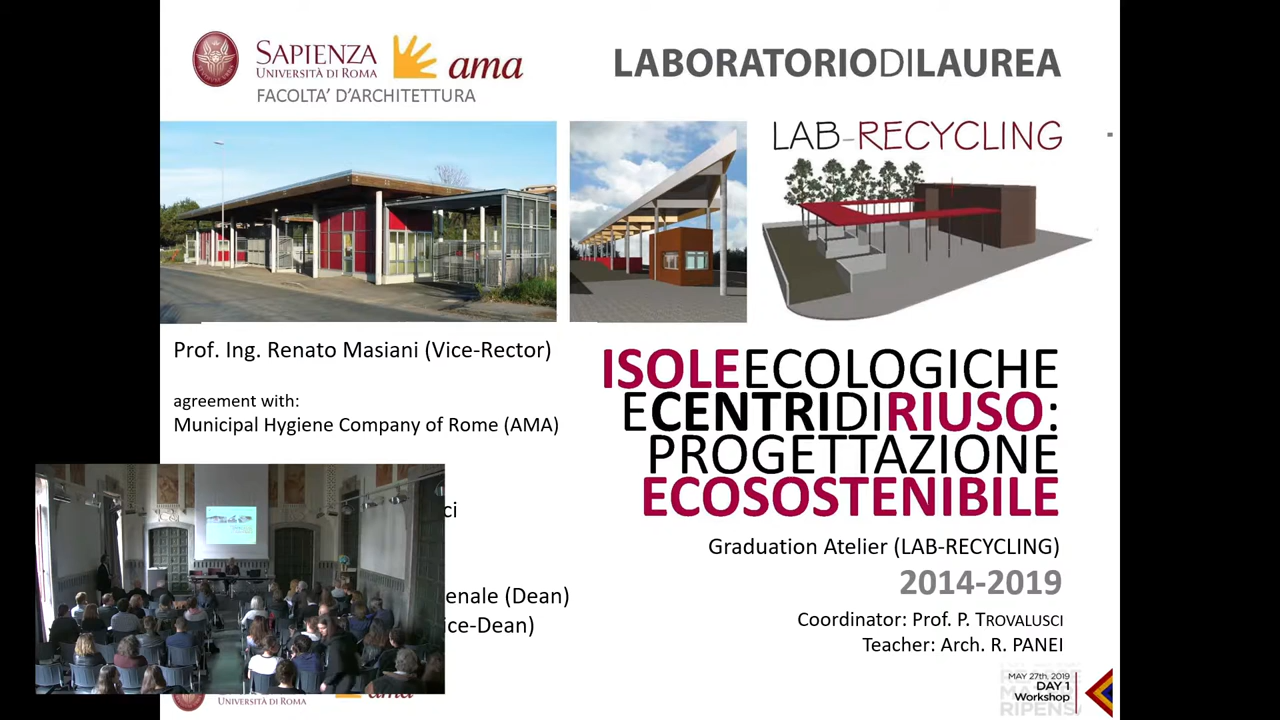 SAPIENZA
UNIVERSITÀ DI ROMA
FACOLTA' D'ARCHITETTURA
ama
LABORATORIODILAUREA
LAB-RECYCLING
Prof. Ing. Renato Masiani (Vice-Rector)
agreement with:
Municipal Hygiene Company of Rome (AMA)
ci
enale (Dean)
ice-Dean)
ISOLEECOLOGICHE
ECENTRIDIRIUSO:
PROGETTAZIONE
ECOSOSTENIBILE
Graduation Atelier (LAB-RECYCLING)
2014-2019
Coordinator: Prof. P. TROVALUSCI
Teacher: Arch. R. PANEI
UNIVERSITÀ DI ROMA
ama
MAY 27th, 2019
DAY 1
Workshop
RIPENS